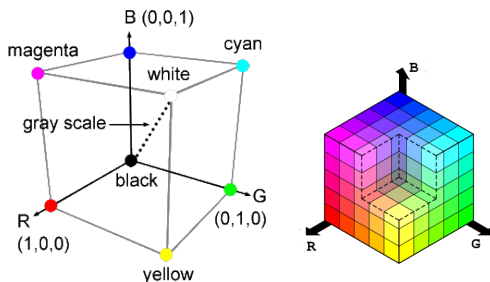 B (0,0,1)
magenta
cyan
white
gray scale
black
R
(1,0,0)
G
(0,1,0)
yellow
B
R
G